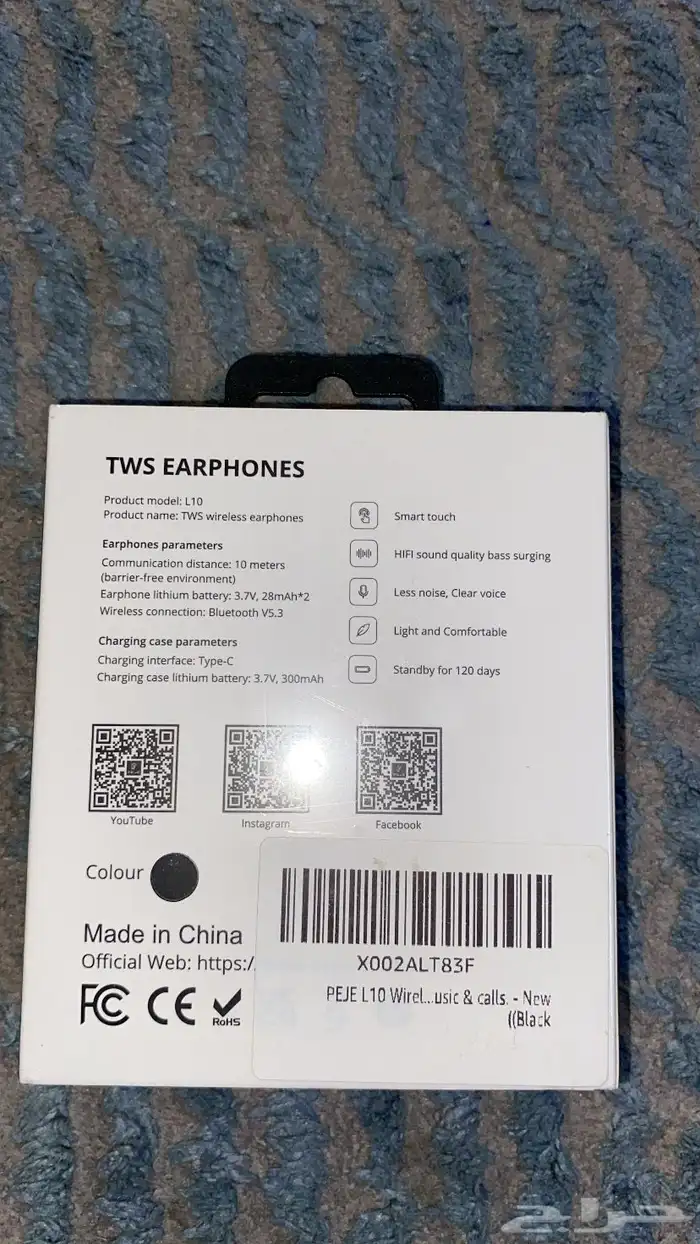 TWS EARPHONES
Product model: L10
Product name: TWS wireless earphones
Earphones parameters
Communication distance: 10 meters
(barrier-free environment)
Earphone lithium battery: 3.7V, 28mAh*2
Wireless connection: Bluetooth V5.3
Charging case parameters
Charging interface: Type-C
Charging case lithium battery: 3.7V, 300mAh
Smart touch
HIFI sound quality bass surging
Less noise, Clear voice
Light and Comfortable
Standby for 120 days
YouTube
Instagram
Facebook
Colour
Made in China
Official Web: https:/
FC CE RoHS
X002ALT83F
PEJE L10 Wirel...usic & calls. - New
((Black
حراج